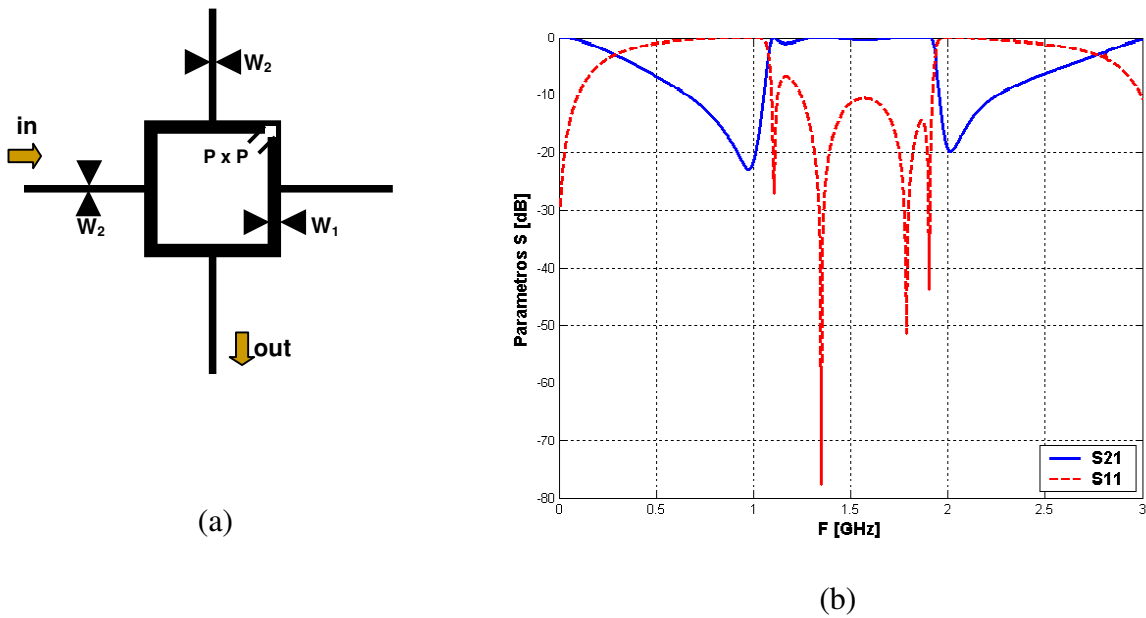 W₂
in
P x P
W₂
W₁
out
(a)
Parametros S [dB]
0
-10
-20
-30
-40
-50
-60
-70
-80
0
0.5
1
1.5
2
2.5
3
F [GHz]
S21
S11
(b)